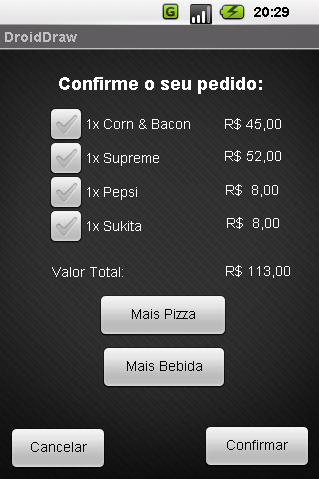 20:29
DroidDraw
Confirme o seu pedido:
1x Corn & Bacon R$ 45,00
1x Supreme R$ 52,00
1x Pepsi R$ 8,00
1x Sukita R$ 8,00
Valor Total: R$ 113,00
Mais Pizza
Mais Bebida
Cancelar Confirmar